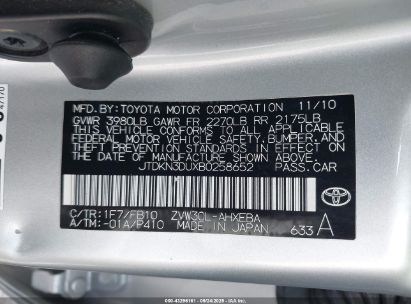 47170
MFD.BY: TOYOTA MOTOR CORPORATION 11/10
GVWR 3980LB GAWR FR 2270LB RR 2175LB
THIS VEHICLE CONFORMS TO ALL APPLICABLE
FEDERAL MOTOR VEHICLE SAFETY, BUMPER, AND
THEFT PREVENTION STANDARDS IN EFFECT ON
THE DATE OF MANUFACTURE SHOWN ABOVE.
JTDKN3DUXB0258652 PASS.CAR
C/TR: 1F7/FB10 ZVW30L-AHXEBA
A/TM: -01A/P410 MADE IN JAPAN 633 A
TOYOTA